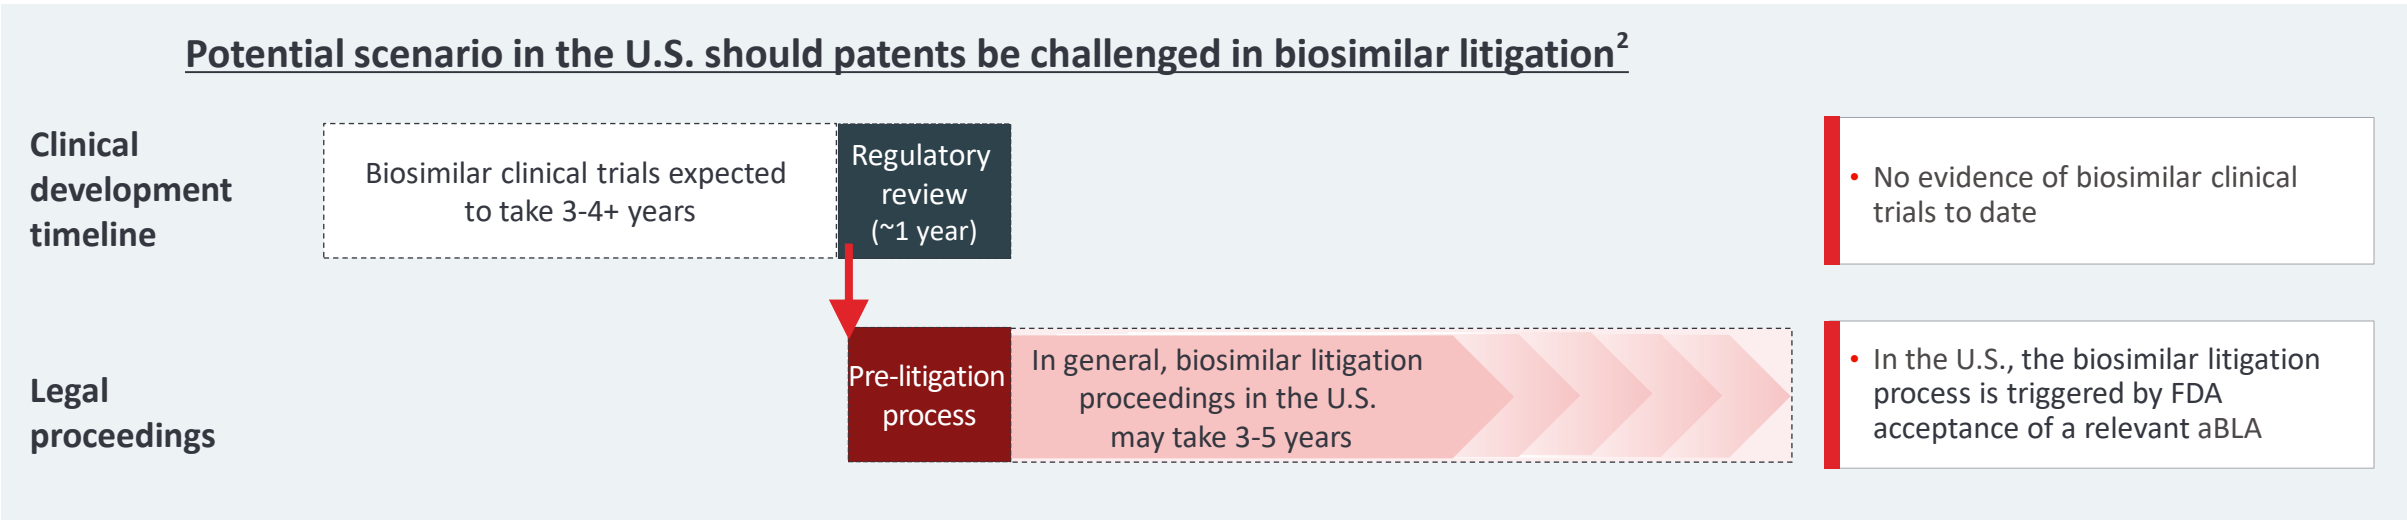 Potential scenario in the U.S. should patents be challenged in biosimilar litigation²
Clinical
development
timeline
Biosimilar clinical trials expected
to take 3-4+ years
Regulatory
review
(~1 year)
• No evidence of biosimilar clinical
trials to date
Legal
proceedings
Pre-litigation
process
In general, biosimilar litigation
proceedings in the U.S.
may take 3-5 years
• In the U.S., the biosimilar litigation
process is triggered by FDA
acceptance of a relevant aBLA